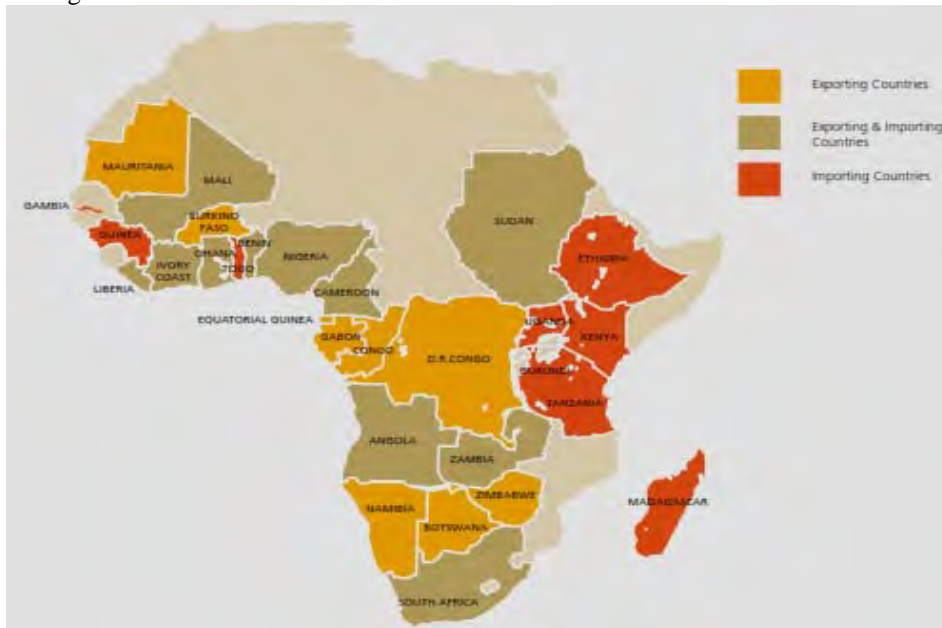 Exporting Countries
Exporting & Importing
Countries
Importing Countries
MAURITANIA
MALI
GAMBIA
GUINEA
BURKINO
FASO
BENIN
GHANA
TOGO
IVORY
COAST
LIBERIA
NIGERIA
CAMEROON
SUDAN
ETHIOPIA
EQUATORIAL GUINEA
GABON
CONGO
D.R.CONGO
UGANDA
KENYA
BURUNDI
TANZANIA
ANGOLA
ZAMBIA
ZIMBABWE
MADAGASCAR
NAMIBIA
BOTSWANA
SOUTH AFRICA